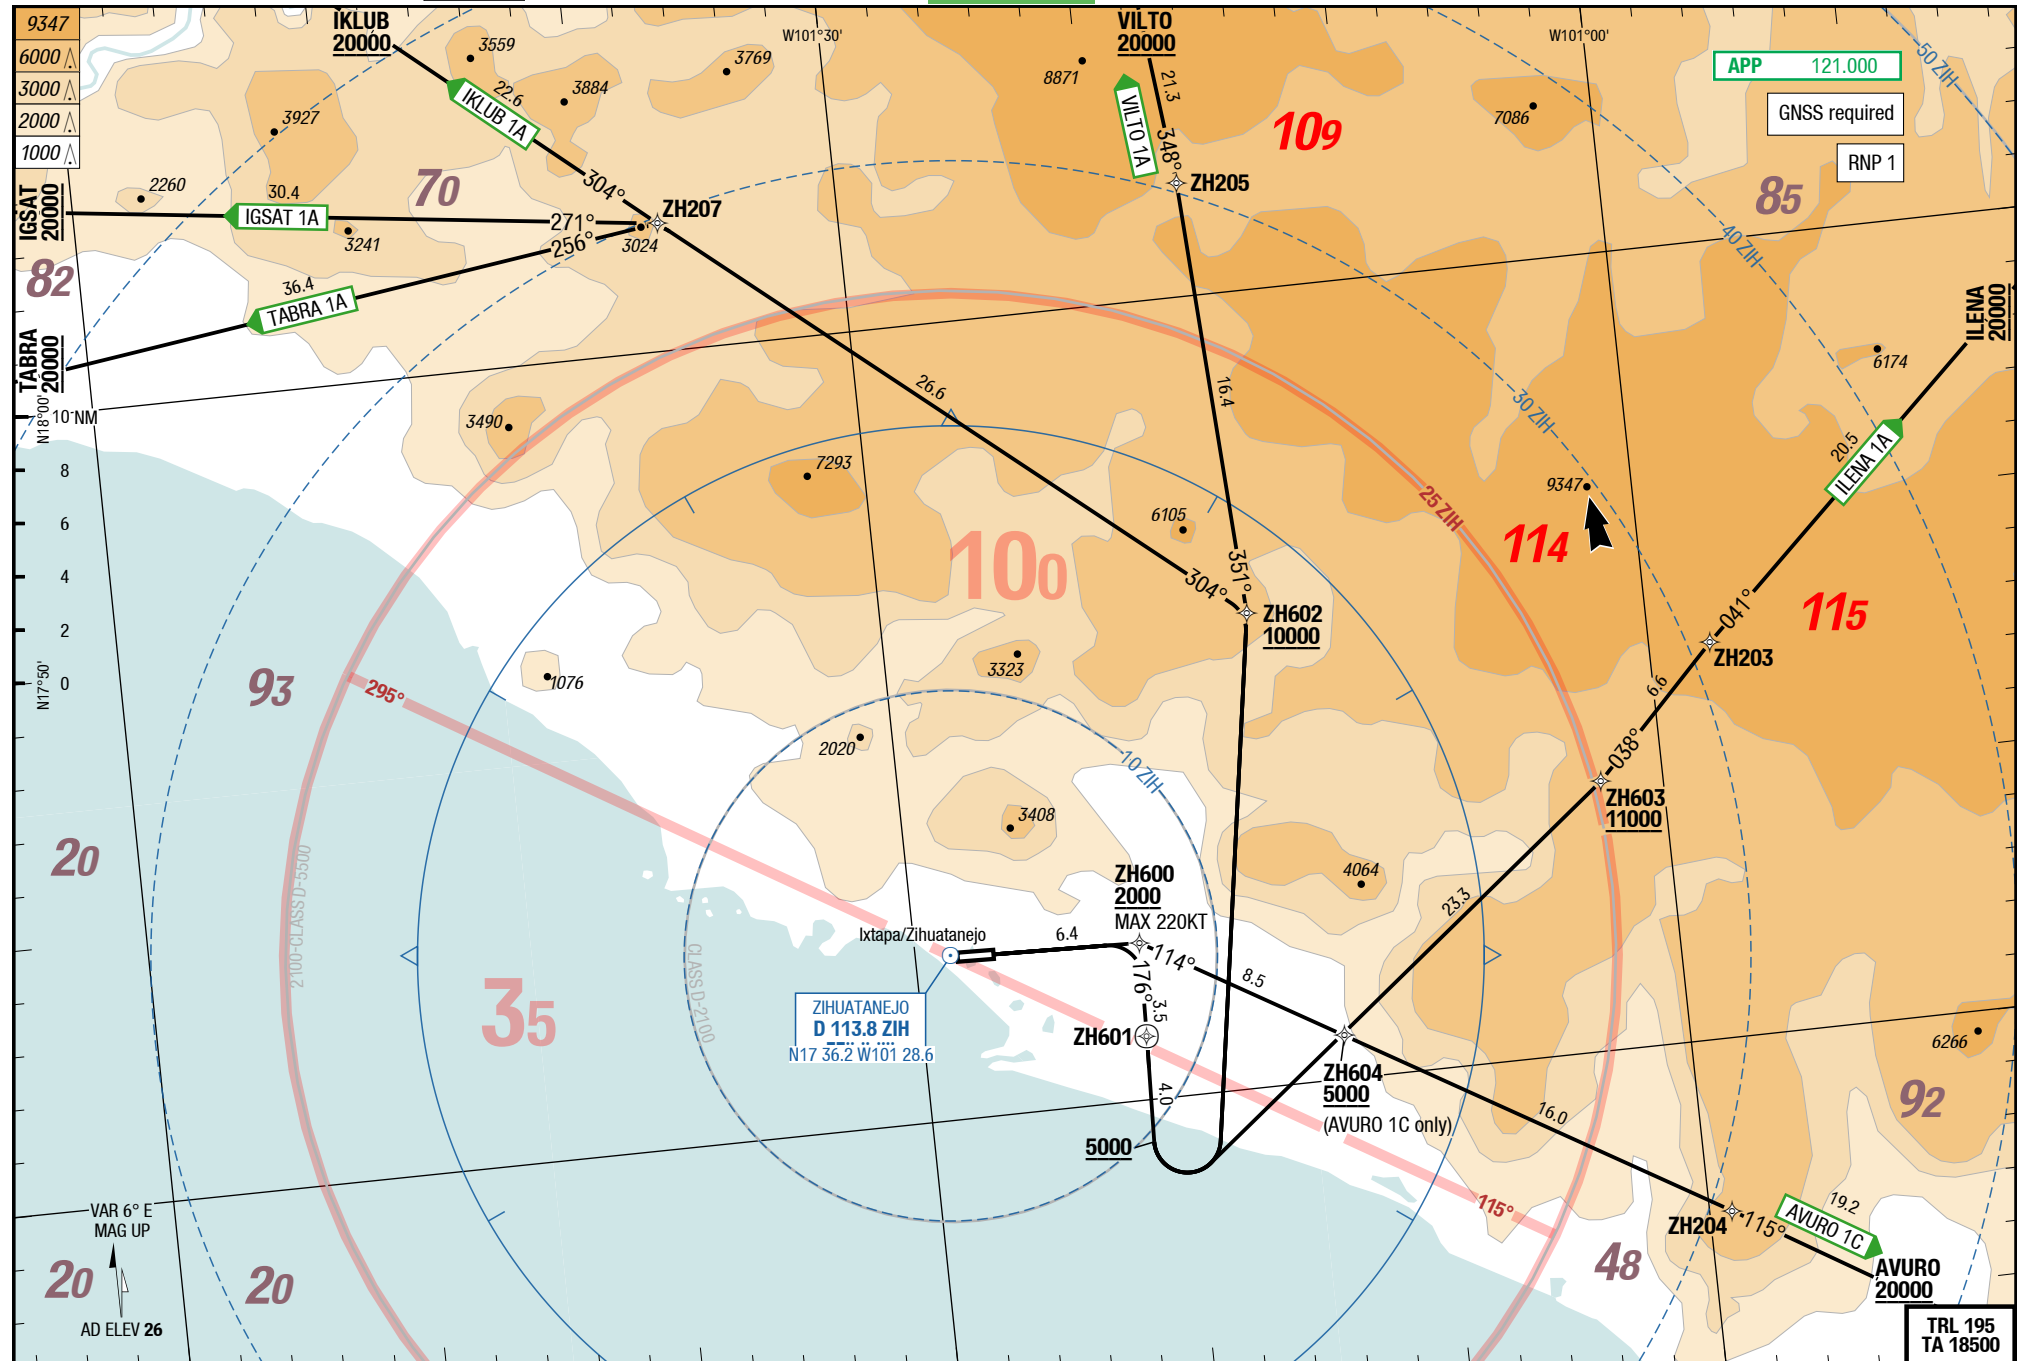 9347
6000
3000
2000
1000
IKLUB
20000
3559
3769
3884
3927
22.6
IKLUB 1A
304°
W101°30'
VILTO
20000
21.3
VILTO 1A
348°
8871
109
W101°00'
7086
APP 121.000
GNSS required
RNP 1
50 ZIH
IGSAT
20000
2260
30.4
IGSAT 1A
70
271°
256°
3241
3024
ZH207
ZH205
85
40 ZIH
82
36.4
TABRA 1A
TABRA
20000
ILENA
20000
N18°00'
10 NM
8
6
4
2
0
N17°50'
26.6
16.4
6174
30 ZIH
20.5
ILENA 1A
3490
7293
6105
25 ZIH
9347
114
115
100
351°
304°
ZH602
10000
041°
ZH203
6.6
038°
ZH603
11000
93
295°
1076
3323
2020
10 ZIH
3408
4064
20
2100-CLASS D-5500
CLASS D-2100
35
ZH600
2000
MAX 220KT
Ixtapa/Zihuatanejo
6.4
114°
176°
3.5
8.5
23.3
ZIHUATANEJO
D 113.8 ZIH
N17 36.2 W101 28.6
ZH601
4.0
5000
ZH604
5000
(AVURO 1C only)
16.0
6266
92
115°
19.2
AVURO 1C
ZH204
115°
48
AVURO
20000
VAR 6° E
MAG UP
20
20
AD ELEV 26
TRL 195
TA 18500